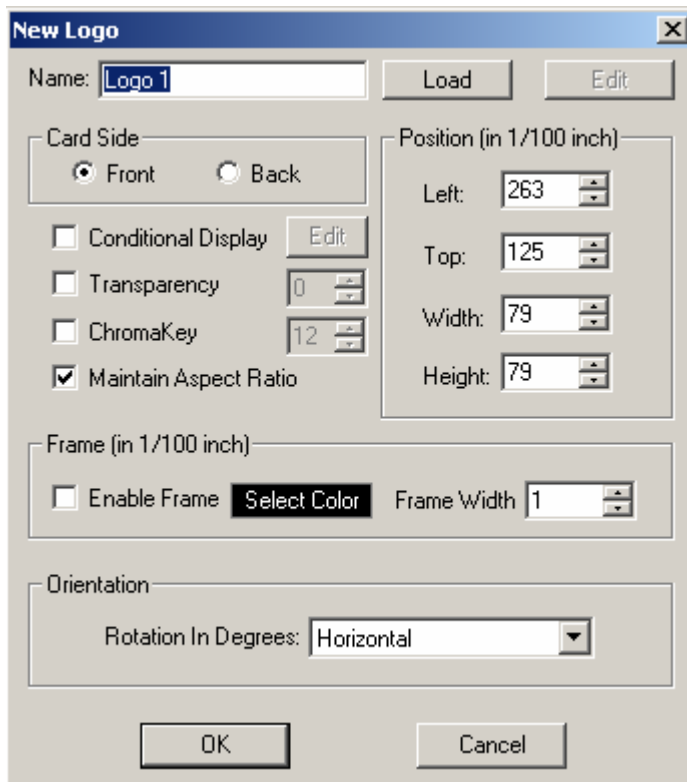 New Logo
Name: Logo 1 Load Edit
Card Side
Front Back
Position (in 1/100 inch)
Left: 263
Top: 125
Width: 79
Height: 79
Conditional Display Edit
Transparency 0
ChromaKey 12
Maintain Aspect Ratio
Frame (in 1/100 inch)
Enable Frame Select Color Frame Width 1
Orientation
Rotation In Degrees: Horizontal
OK Cancel